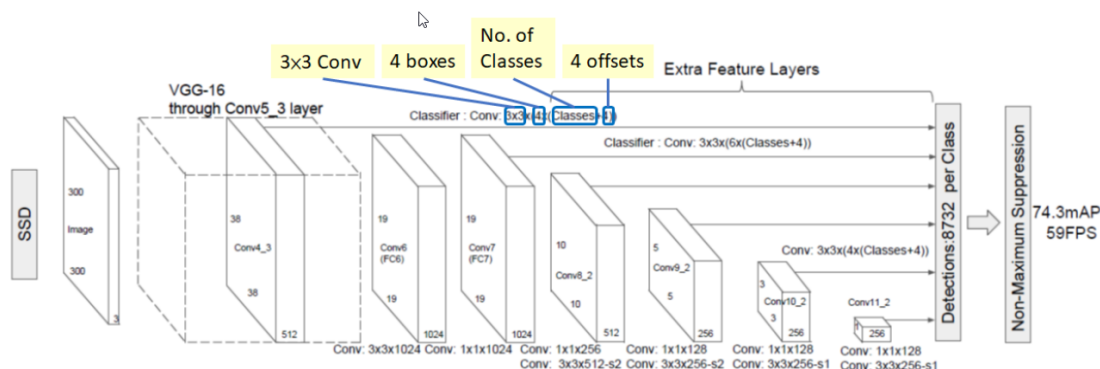 No. of
Classes
3x3 Conv
4 boxes
4 offsets
Extra Feature Layers
VGG-16
through Conv5_3 layer
Classifier : Conv: 3x3x(4x(Classes+4))
Classifier : Conv: 3x3x(6x(Classes+4))
SSD
300
Image
300
3
38
Conv4_3
38
512
19
Conv6
(FC6)
19
1024
19
Conv7
(FC7)
19
1024
10
Conv8_2
10
512
5
Conv9_2
5
256
Conv: 3x3x(4x(Classes+4))
3
Conv10_2
3
256
Conv11_2
1
256
Detections:8732 per Class
Non-Maximum Suppression
74.3mAP
59FPS
Conv: 3x3x1024
Conv: 1x1x1024
Conv: 1x1x256
Conv: 3x3x512-s2
Conv: 1x1x128
Conv: 3x3x256-s2
Conv: 1x1x128
Conv: 3x3x256-s1
Conv: 1x1x128
Conv: 3x3x256-s1